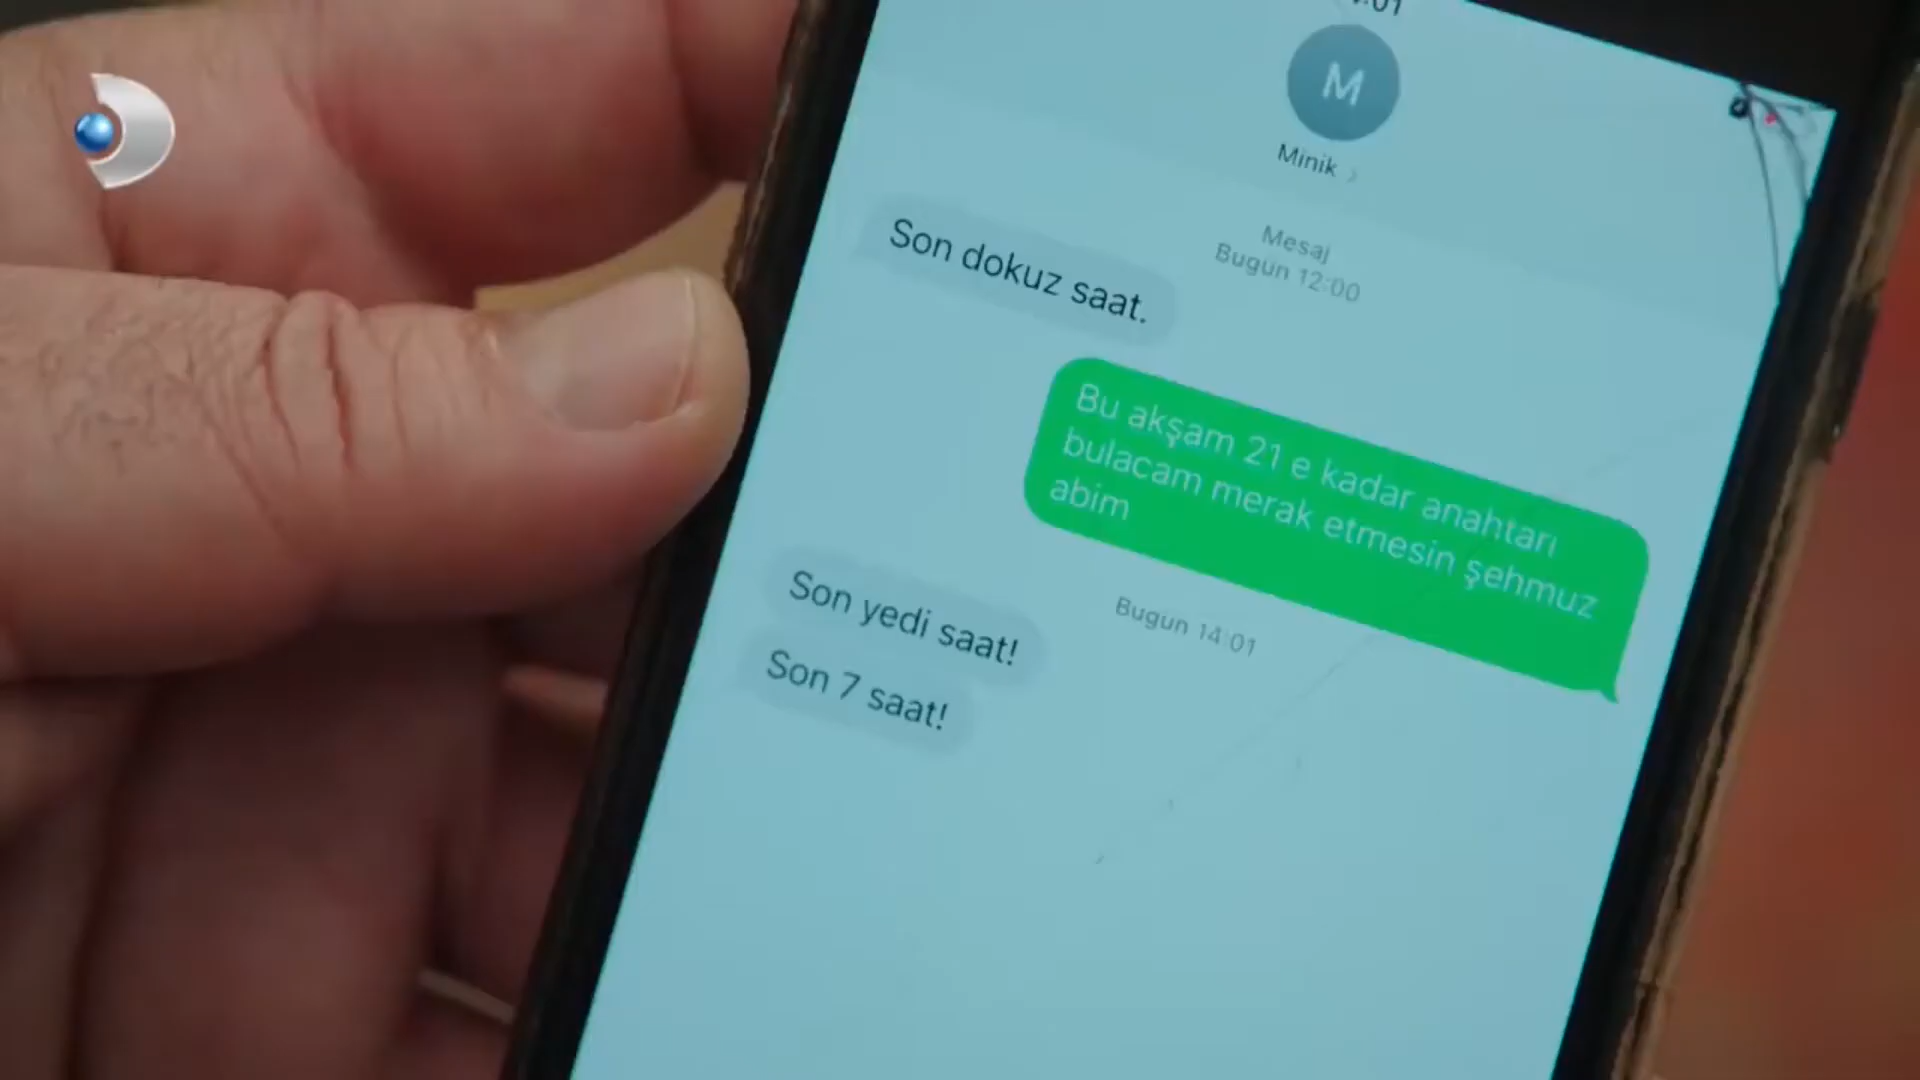 M
Minik
Mesaj
Bugün 12:00
Son dokuz saat.
Bu akşam 21 e kadar anahtarı
bulacam merak etmesin şehmuz
abim
Bugün 14:01
Son yedi saat!
Son 7 saat!